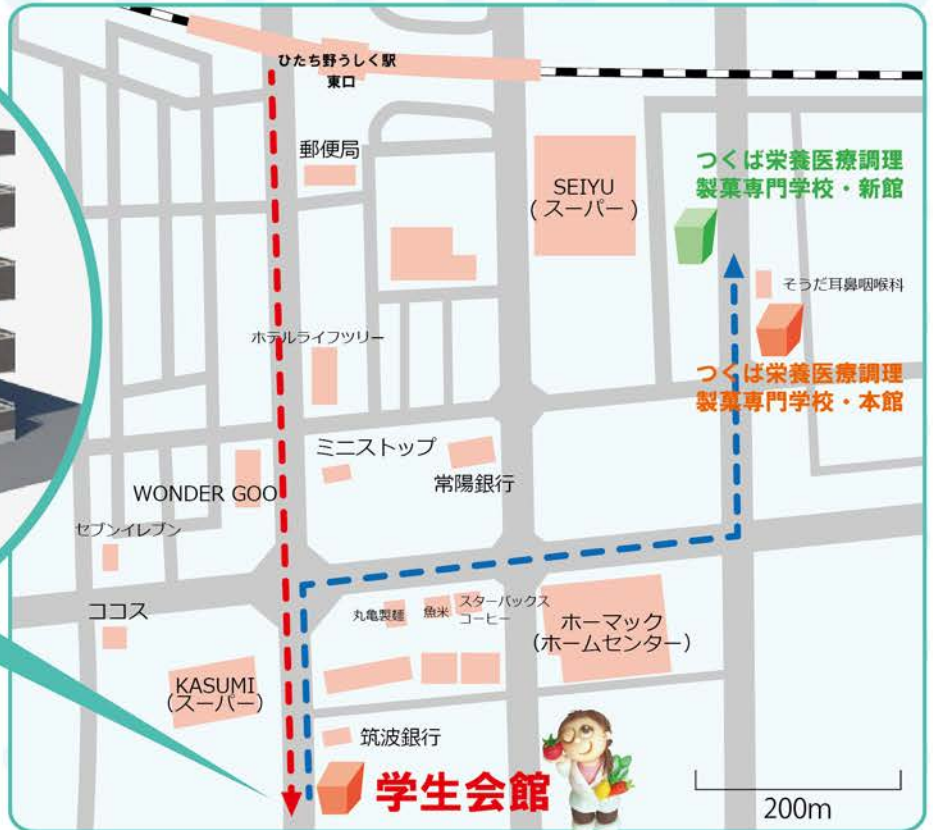 ひたち野うしく駅
東口
郵便局
SEIYU
(スーパー)
つくば栄養医療調理
製菓専門学校・新館
そうだ耳鼻咽喉科
ホテルライフツリー
つくば栄養医療調理
製菓専門学校・本館
ミニストップ
常陽銀行
WONDER GOO
セブンイレブン
ココス
丸亀製麺
魚米
スターバックス
コーヒー
ホーマック
(ホームセンター)
KASUMI
(スーパー)
筑波銀行
学生会館
200m